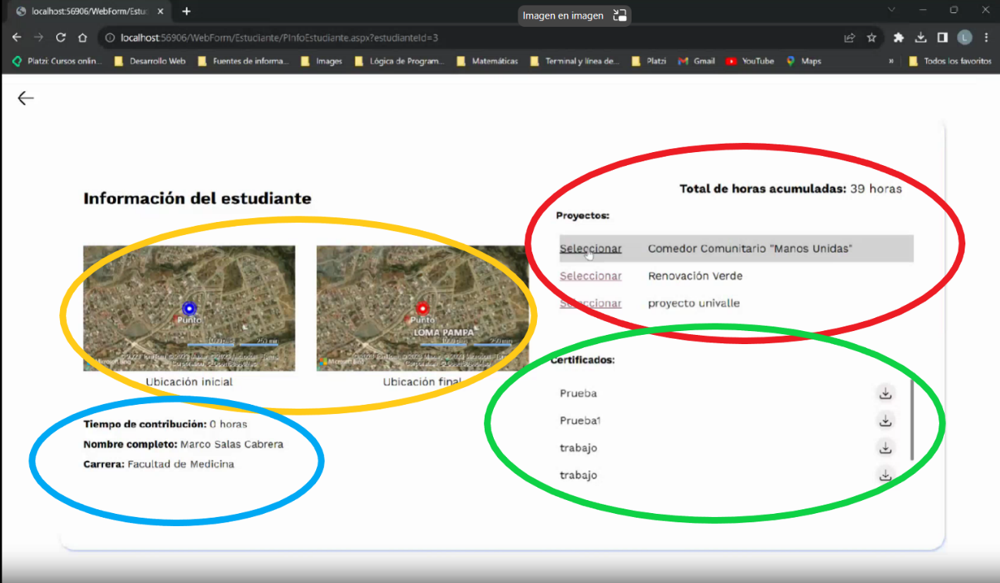 localhost:56906/WebForm/Estu
Imagen en imagen
localhost:56906/WebForm/Estudiante/PInfoEstudiante.aspx?estudianteId=3
L
Platzi: Cursos onlin...
Desarrollo Web
Fuentes de informa...
Images
Lógica de Program...
Matemáticas
Terminal y línea de...
Platzi
Gmail
YouTube
Maps
»
Todos los favoritos
Información del estudiante
Punto
Punto
LOMA PAMPA
250 min
250 min
Ubicación inicial
Ubicación final
Tiempo de contribución: 0 horas
Nombre completo: Marco Salas Cabrera
Carrera: Facultad de Medicina
Total de horas acumuladas: 39 horas
Proyectos:
Seleccionar Comedor Comunitario "Manos Unidas"
Seleccionar Renovación Verde
Seleccionar proyecto univalle
Certificados:
Prueba
Prueba1
trabajo
trabajo